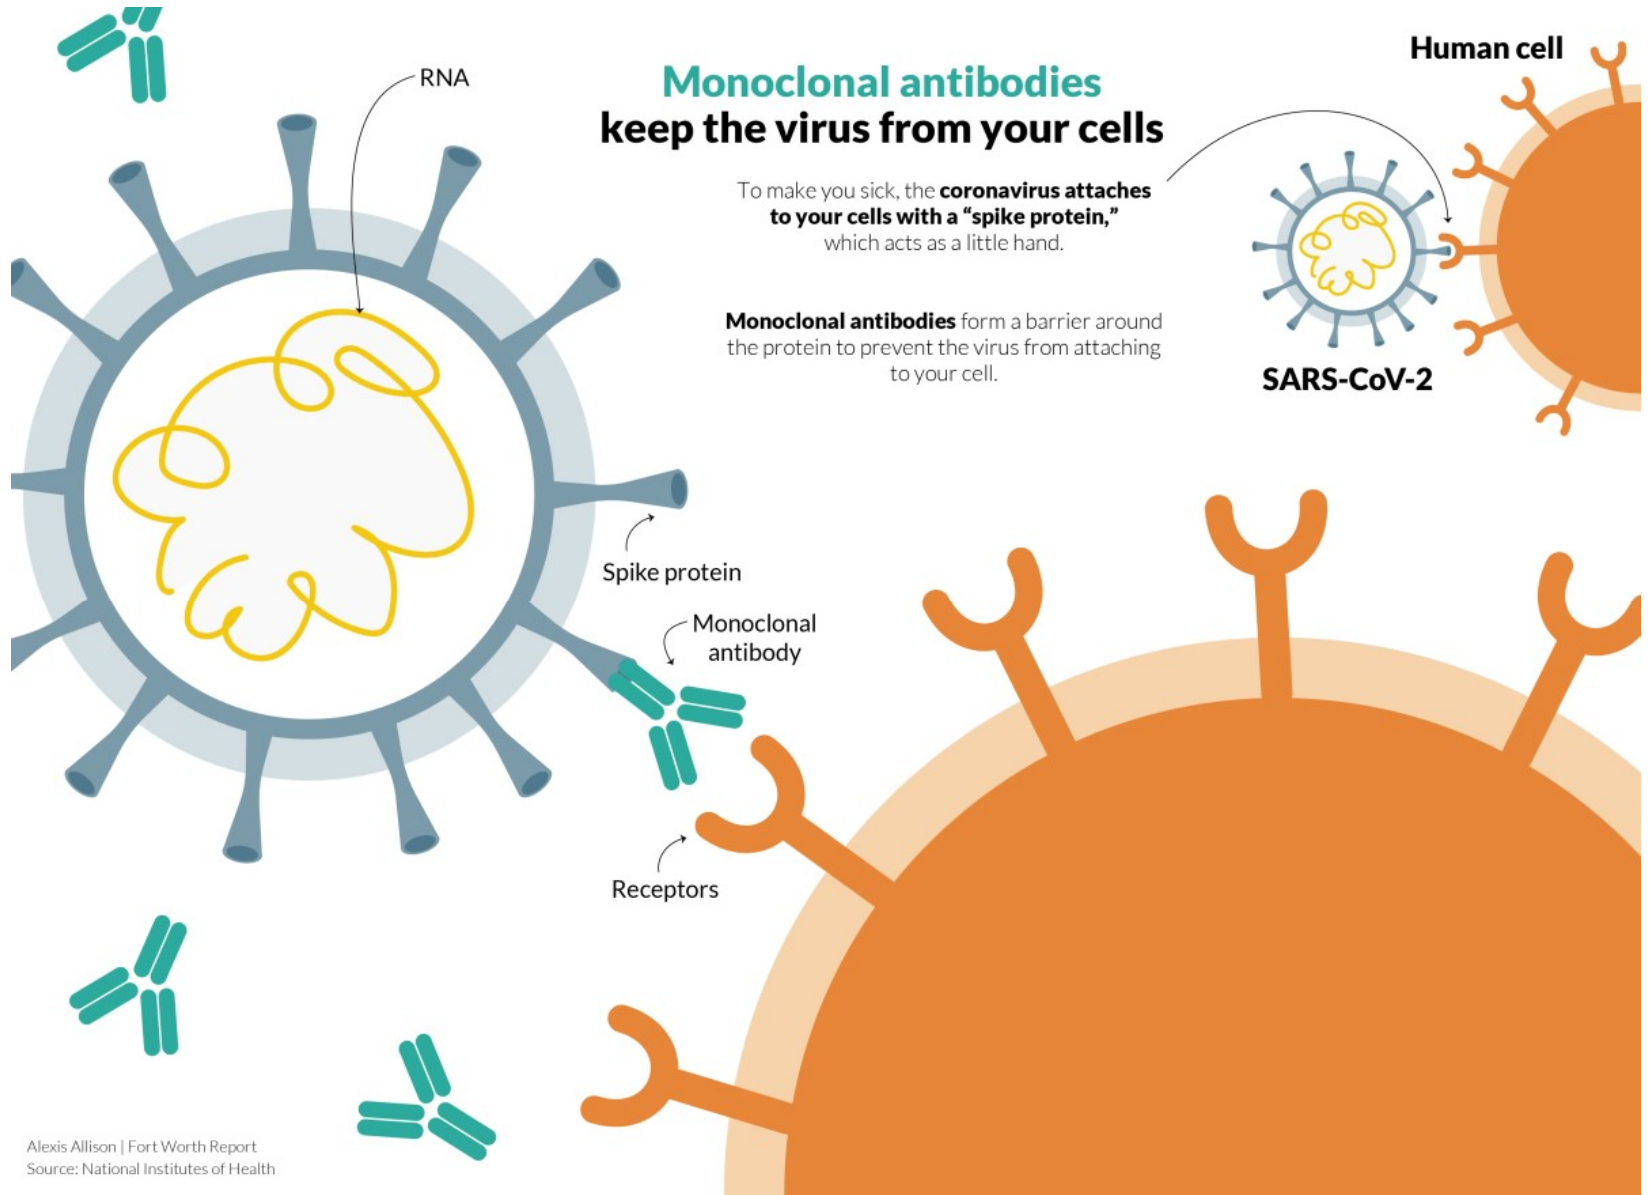 RNA
Monoclonal antibodies
keep the virus from your cells
To make you sick, the coronavirus attaches
to your cells with a “spike protein,”
which acts as a little hand.
Monoclonal antibodies form a barrier around
the protein to prevent the virus from attaching
to your cell.
Human cell
SARS-CoV-2
Spike protein
Monoclonal
antibody
Receptors
Alexis Allison | Fort Worth Report
Source: National Institutes of Health